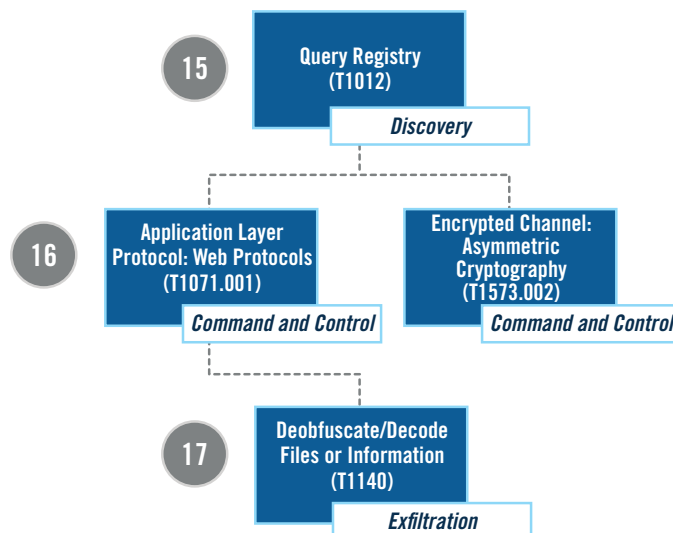 15
Query Registry
(T1012)
Discovery
16
Application Layer
Protocol: Web Protocols
(T1071.001)
Command and Control
Encrypted Channel:
Asymmetric
Cryptography
(T1573.002)
Command and Control
17
Deobfuscate/Decode
Files or Information
(T1140)
Exfiltration